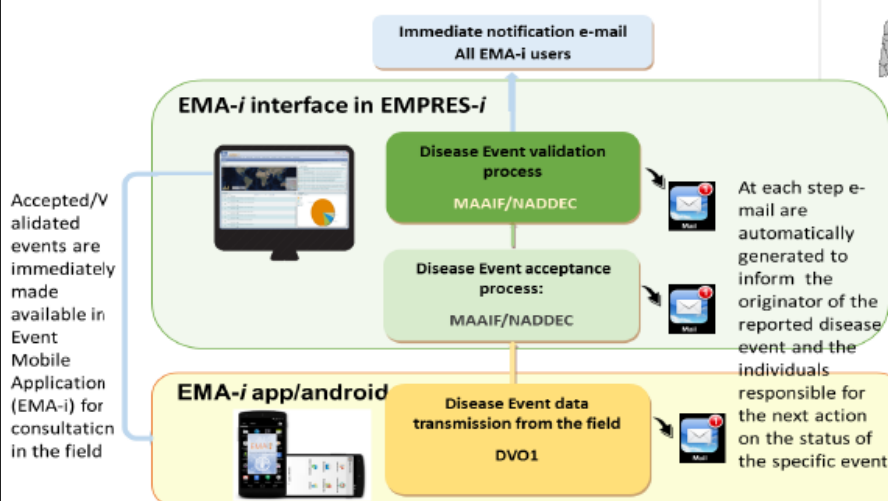 Immediate notification e-mail
All EMA-i users
EMA-i interface in EMPRES-i
Disease Event validation
process
MAAIF/NADDEC
Mail
Disease Event acceptance
process:
MAAIF/NADDEC
Mail
Accepted/V
alidated
events are
immediately
made
available in
Event
Mobile
Application
(EMA-i) for
consultation
in the field
At each step e-
mail are
automatically
generated to
inform the
originator of the
reported disease
event and the
individuals
responsible for
the next action
on the status of
the specific event
EMA-i app/android
Disease Event data
transmission from the field
DVO1
Mail